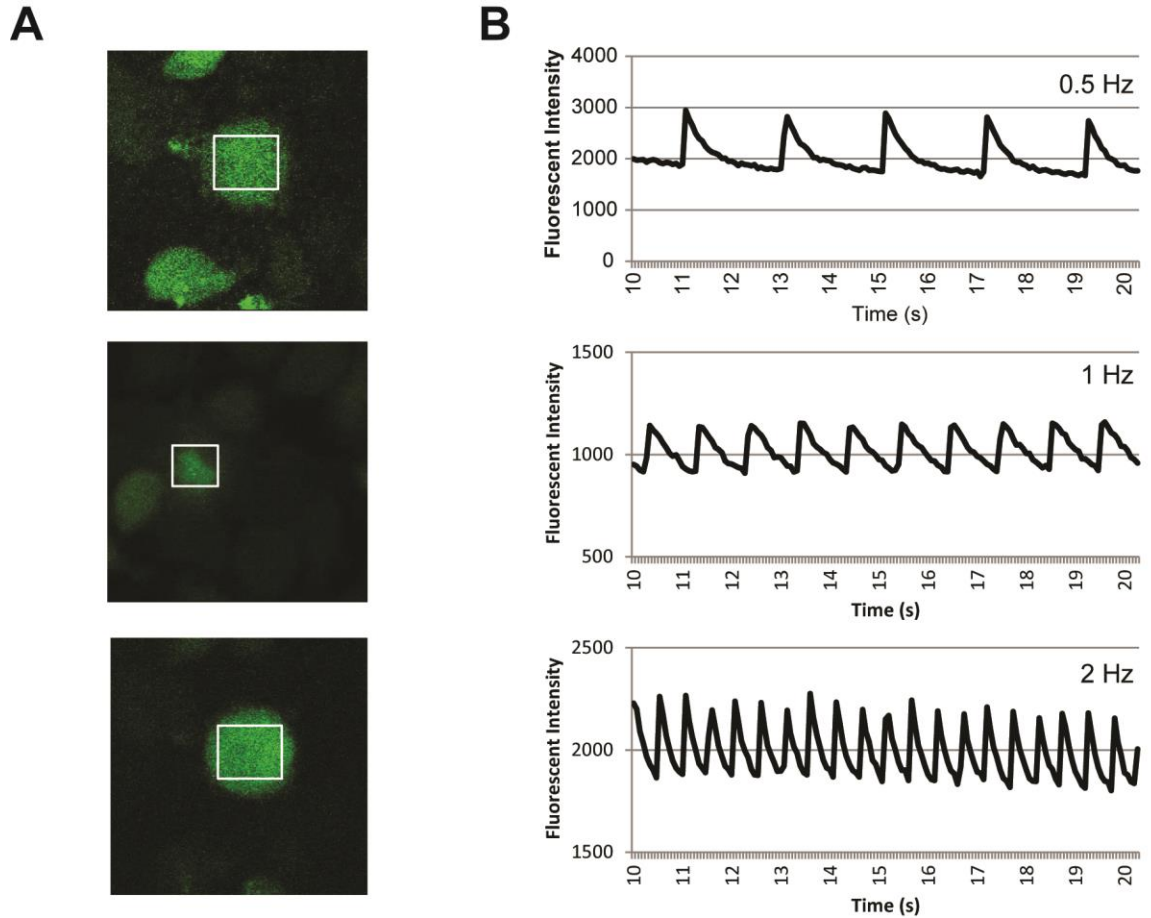 A
B
Fluorescent Intensity
4000
3000
2000
1000
0
0.5 Hz
10 11 12 13 14 15 16 17 18 19 20
Time (s)
Fluorescent Intensity
1500
1000
500
1 Hz
10 11 12 13 14 15 16 17 18 19 20
Time (s)
Fluorescent Intensity
2500
2000
1500
2 Hz
10 11 12 13 14 15 16 17 18 19 20
Time (s)